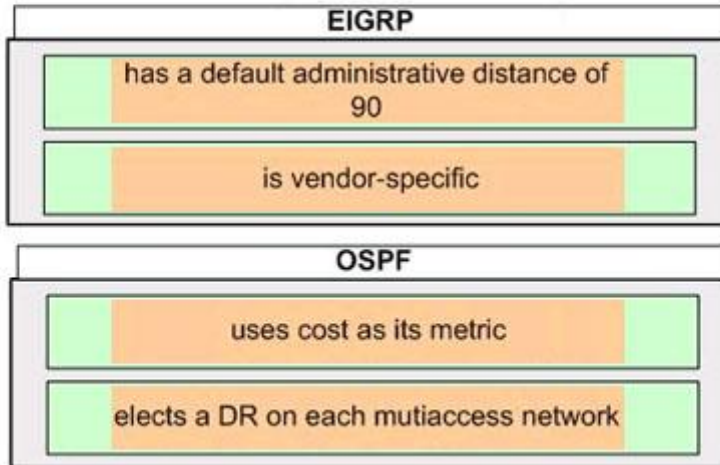 EIGRP
has a default administrative distance of
90
is vendor-specific
OSPF
uses cost as its metric
elects a DR on each mutiaccess network